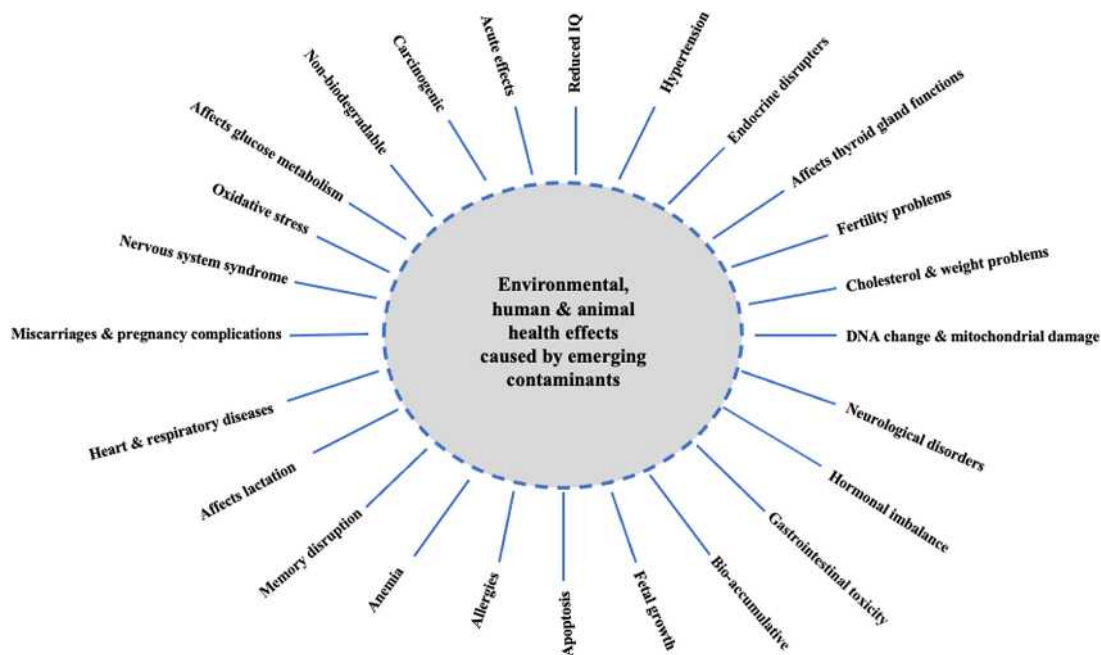 Reduced IQ
Hypertension
Endocrine disrupters
Affects thyroid gland functions
Fertility problems
Cholesterol & weight problems
DNA change & mitochondrial damage
Neurological disorders
Hormonal imbalance
Gastrointestinal toxicity
Bio-accumulative
Fetal growth
Apoptosis
Allergies
Anemia
Memory disruption
Affects lactation
Heart & respiratory diseases
Miscarriages & pregnancy complications
Nervous system syndrome
Oxidative stress
Affects glucose metabolism
Non-biodegradable
Carcinogenic
Acute effects
Environmental,
human & animal
health effects
caused by emerging
contaminants